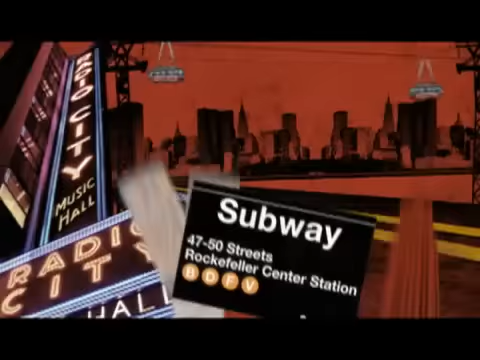 RADIO CITY
MUSIC
HALL
RADIO
CITY
HALL
Subway
47-50 Streets
Rockefeller Center Station
B D F V